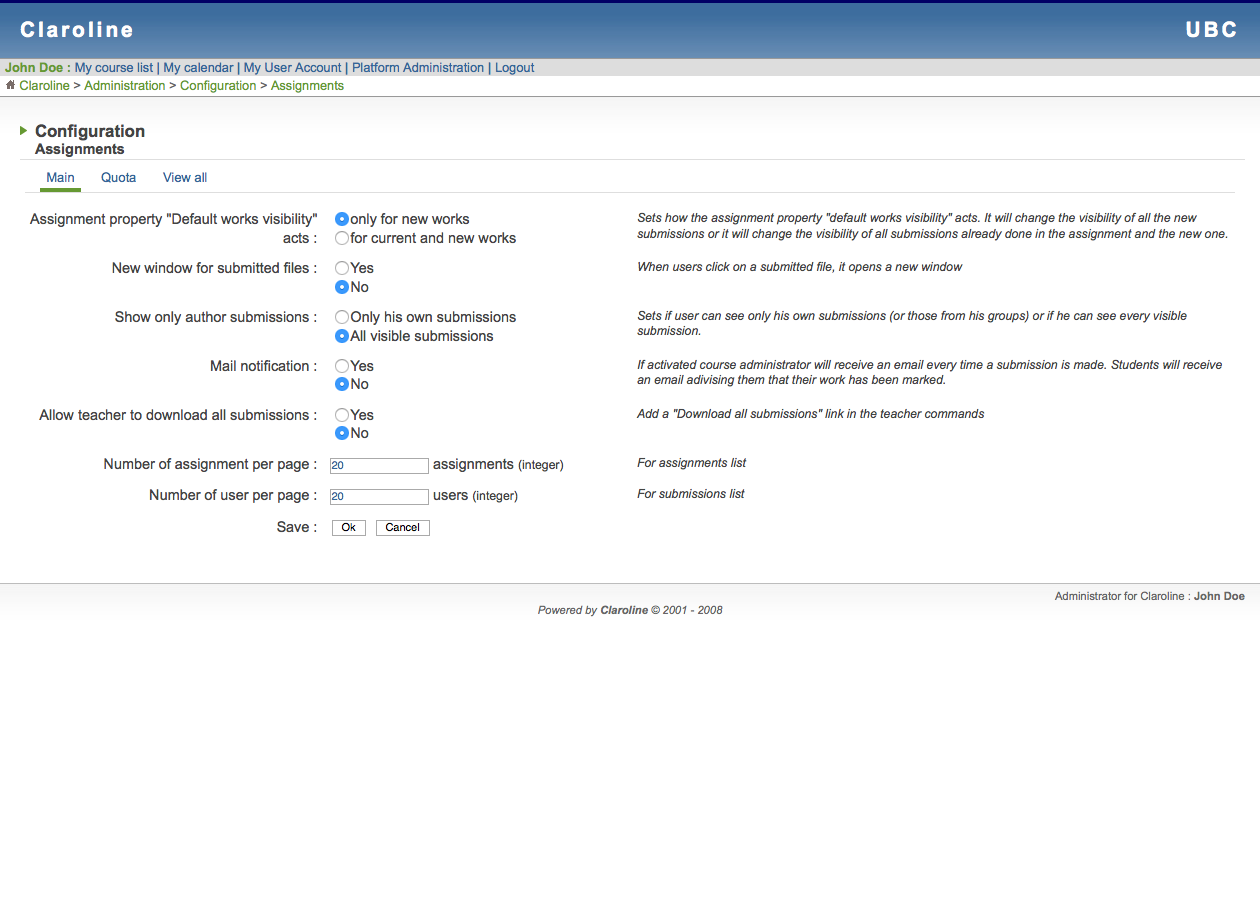 Claroline
UBC
John Doe : My course list | My calendar | My User Account | Platform Administration | Logout
Claroline > Administration > Configuration > Assignments
Configuration
Assignments
Main Quota View all
Assignment property "Default works visibility" acts :
only for new works
for current and new works
Sets how the assignment property "default works visibility" acts. It will change the visibility of all the new
submissions or it will change the visibility of all submissions already done in the assignment and the new one.
New window for submitted files :
Yes
No
When users click on a submitted file, it opens a new window
Show only author submissions :
Only his own submissions
All visible submissions
Sets if user can see only his own submissions (or those from his groups) or if he can see every visible
submission.
Mail notification :
Yes
No
If activated course administrator will receive an email every time a submission is made. Students will receive
an email adivising them that their work has been marked.
Allow teacher to download all submissions :
Yes
No
Add a "Download all submissions" link in the teacher commands
Number of assignment per page : 20 assignments (integer)
For assignments list
Number of user per page : 20 users (integer)
For submissions list
Save : Ok Cancel
Administrator for Claroline : John Doe
Powered by Claroline © 2001 - 2008